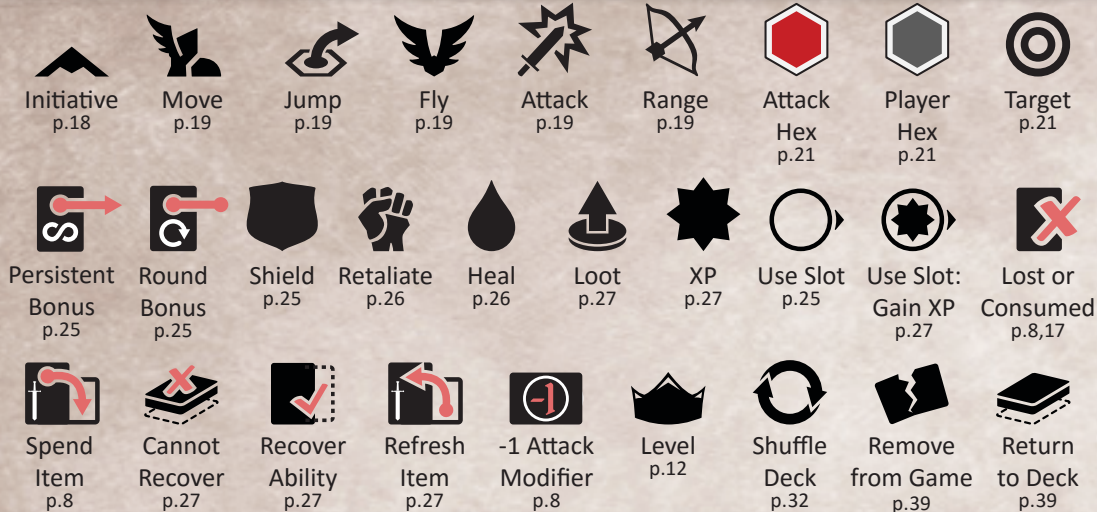 Initiative Move Jump Fly Attack Range Attack Player Target
p.18 p.19 p.19 p.19 p.19 p.19 Hex Hex p.21
p.21 p.21
Persistent Round Shield Retaliate Heal Loot XP Use Slot Use Slot: Lost or
Bonus Bonus p.25 p.26 p.26 p.27 p.27 p.25 Gain XP Consumed
p.25 p.25 p.27 p.8,17
-1
Spend Cannot Recover Refresh -1 Attack Level Shuffle Remove Return
Item Recover Ability Item Modifier p.12 Deck from Game to Deck
p.8 p.27 p.27 p.27 p.8 p.32 p.39 p.39